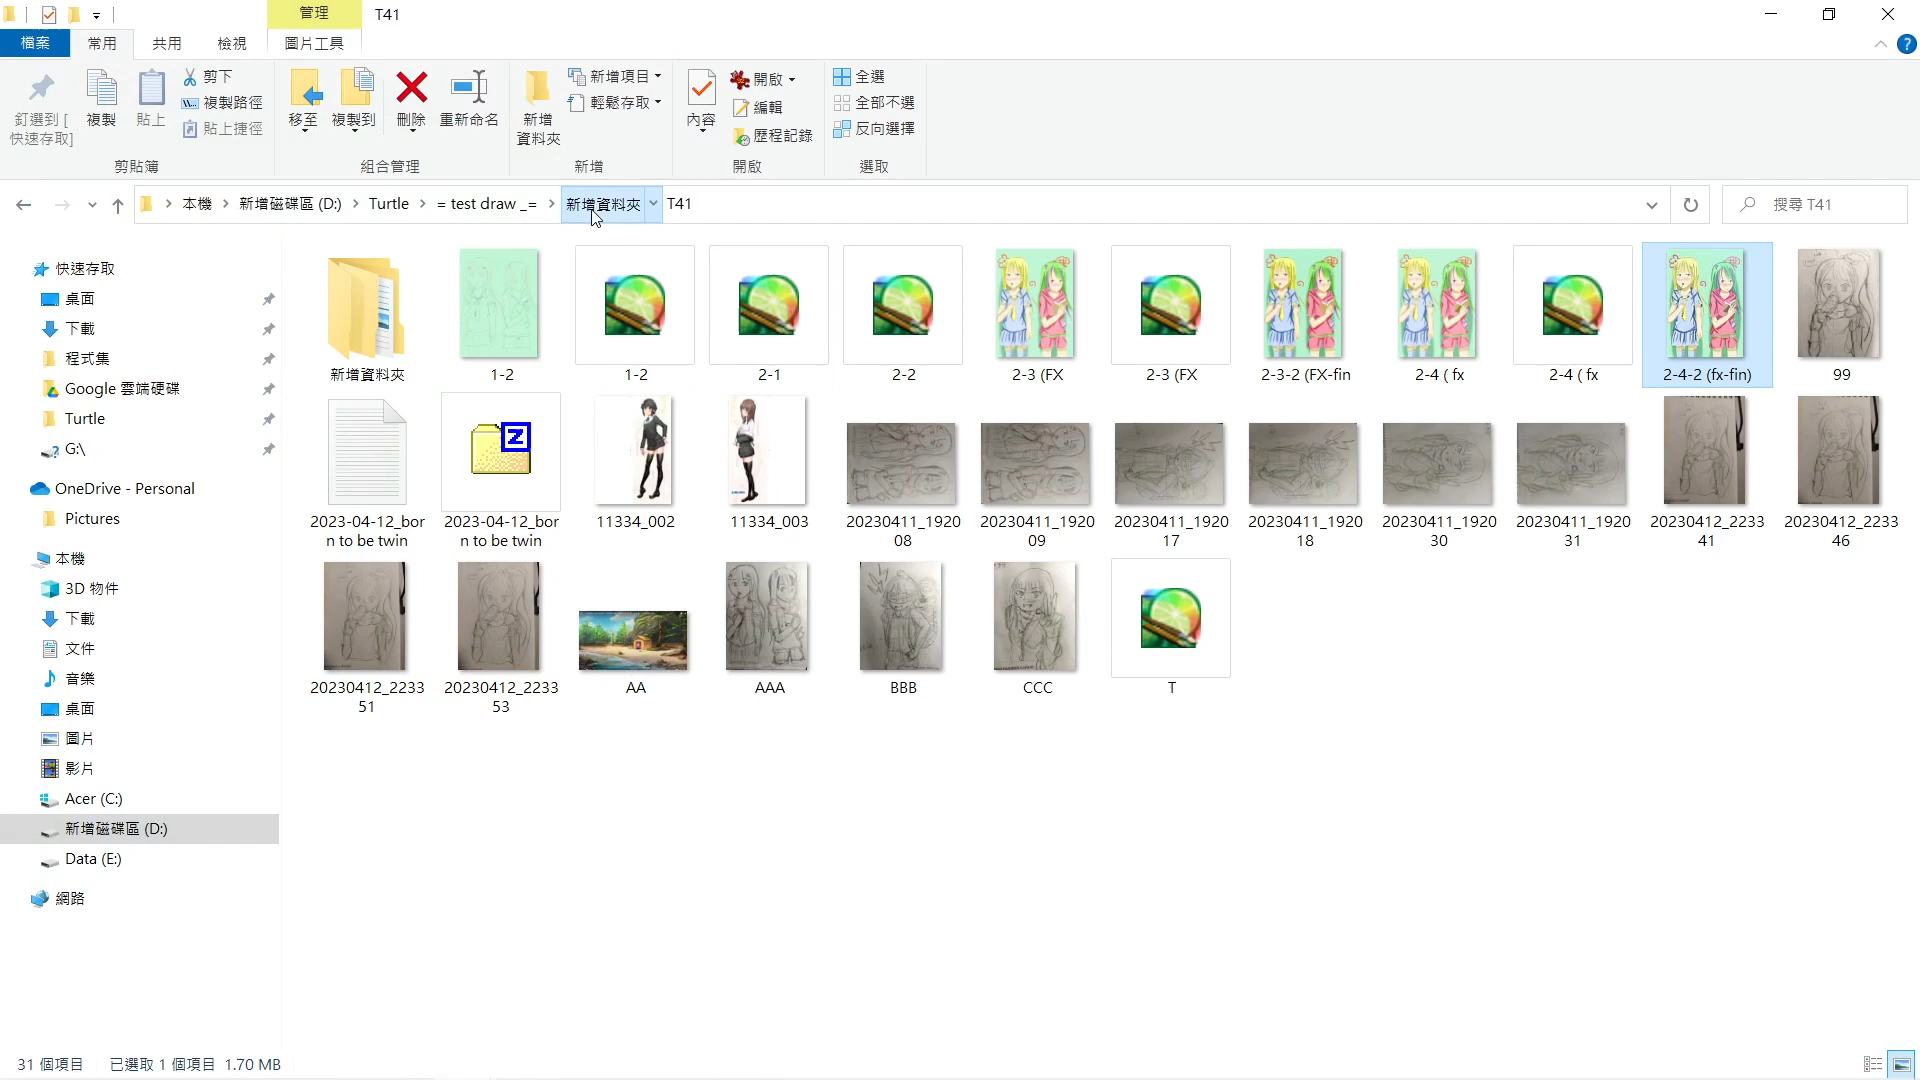 管理
T41
檔案
常用
共用
檢視
圖片工具
釘選到 [
快速存取]
複製
貼上
剪下
複製路徑
貼上捷徑
剪貼簿
移至
複製到
刪除
重新命名
組合管理
新增
資料夾
新增項目
輕鬆存取
新增
內容
開啟
編輯
歷程記錄
開啟
全選
全部不選
反向選擇
選取
本機 新增磁碟區 (D:) Turtle = test draw _= 新增資料夾 T41
搜尋 T41
快速存取
桌面
下載
程式集
Google 雲端硬碟
Turtle
G:\
OneDrive - Personal
Pictures
本機
3D 物件
下載
文件
音樂
桌面
圖片
影片
Acer (C:)
新增磁碟區 (D:)
Data (E:)
網路
新增資料夾
1-2
1-2
2-1
2-2
2-3 (FX
2-3 (FX
2-3-2 (FX-fin
2-4 ( fx
2-4 ( fx
2-4-2 (fx-fin)
99
2023-04-12_bor
n to be twin
2023-04-12_bor
n to be twin
11334_002
11334_003
20230411_1920
08
20230411_1920
09
20230411_1920
17
20230411_1920
18
20230411_1920
30
20230411_1920
31
20230412_2233
41
20230412_2233
46
20230412_2233
51
20230412_2233
53
AA
AAA
BBB
CCC
T
31 個項目
已選取 1 個項目 1.70 MB